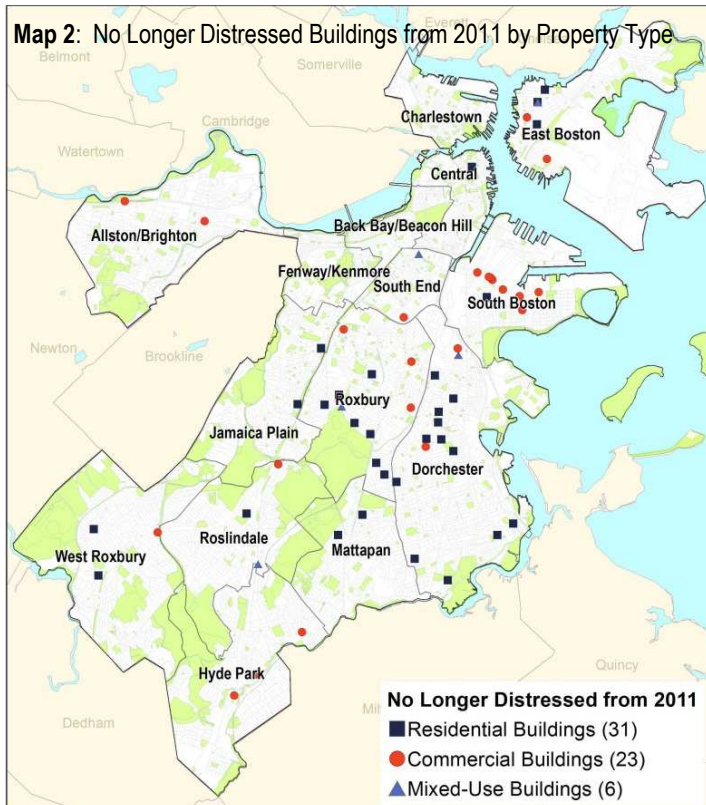 Map 2: No Longer Distressed Buildings from 2011 by Property Type
Everett
Belmont
Somerville
Charlestown
Cambridge
East Boston
Watertown
Central
Allston/Brighton
Back Bay/Beacon Hill
Fenway/Kenmore
South End
South Boston
Newton
Brookline
Roxbury
Jamaica Plain
Dorchester
West Roxbury
Roslindale
Mattapan
Hyde Park
Quincy
Dedham
No Longer Distressed from 2011
Residential Buildings (31)
Commercial Buildings (23)
Mixed-Use Buildings (6)